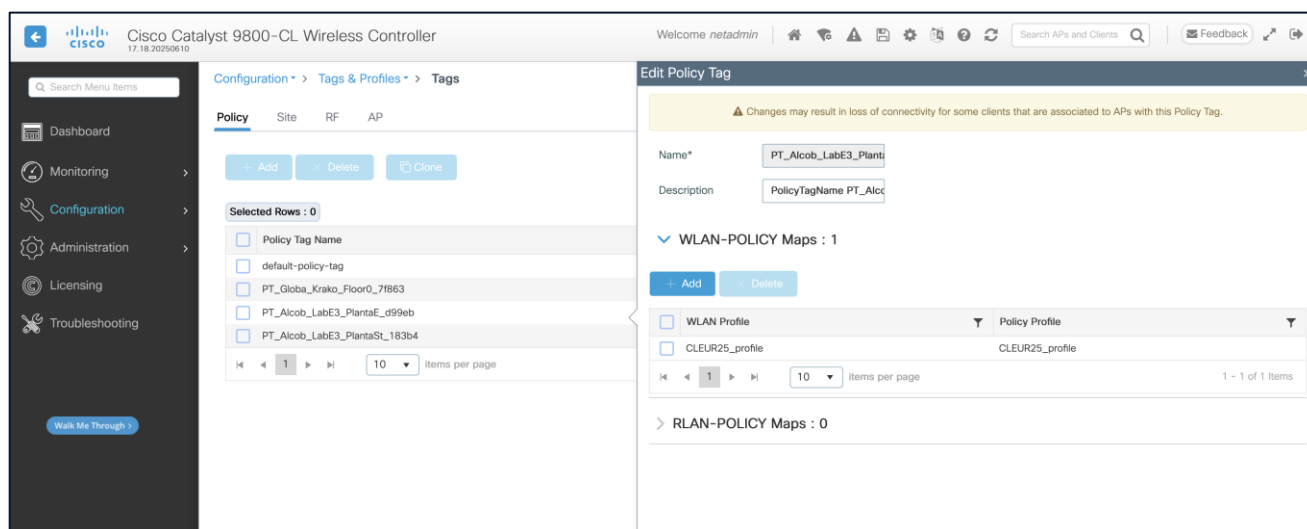 CISCO
Cisco Catalyst 9800-CL Wireless Controller
17.18.20250610
Welcome netadmin
Search APs and Clients
Feedback
Search Menu Items
Dashboard
Monitoring
Configuration
Administration
Licensing
Troubleshooting
Walk Me Through >
Configuration > Tags & Profiles > Tags
Policy Site RF AP
+ Add × Delete Clone
Selected Rows : 0
Policy Tag Name
default-policy-tag
PT_Globa_Krako_Floor0_7f863
PT_Alcob_LabE3_PlantaE_d99eb
PT_Alcob_LabE3_PlantaSt_183b4
1 10 items per page
Edit Policy Tag
Changes may result in loss of connectivity for some clients that are associated to APs with this Policy Tag.
Name* PT_Alcob_LabE3_Planta
Description PolicyTagName PT_Alco
WLAN-POLICY Maps : 1
+ Add × Delete
WLAN Profile Policy Profile
CLEUR25_profile CLEUR25_profile
1 10 items per page 1 - 1 of 1 items
RLAN-POLICY Maps : 0